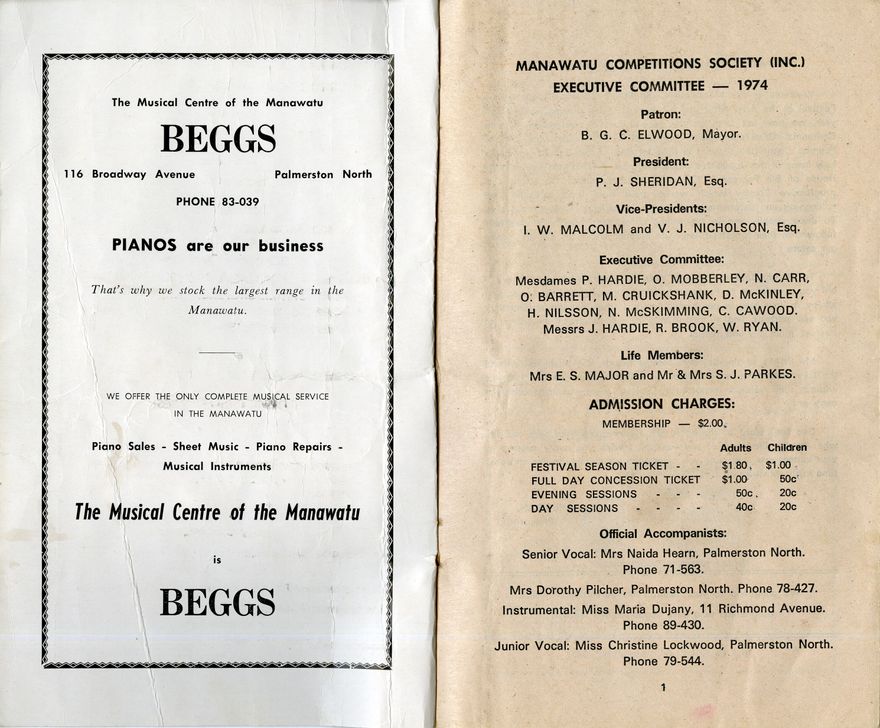 The Musical Centre of the Manawatu
BEGGS
116 Broadway Avenue Palmerston North
PHONE 83-039
PIANOS are our business
That's why we stock the largest range in the
Manawatu.
WE OFFER THE ONLY COMPLETE MUSICAL SERVICE
IN THE MANAWATU
Piano Sales - Sheet Music - Piano Repairs -
Musical Instruments
The Musical Centre of the Manawatu
is
BEGGS
MANAWATU COMPETITIONS SOCIETY (INC.)
EXECUTIVE COMMITTEE — 1974
Patron:
B. G. C. ELWOOD, Mayor.
President:
P. J. SHERIDAN, Esq.
Vice-Presidents:
I. W. MALCOLM and V. J. NICHOLSON, Esq.
Executive Committee:
Mesdames P. HARDIE, O. MOBBERLEY, N. CARR,
O: BARRETT, M. CRUICKSHANK, D. McKINLEY,
H. NILSSON, N. McSKIMMING, C. CAWOOD.
Messrs J. HARDIE, R. BROOK, W. RYAN.
Life Members:
Mrs E. S. MAJOR and Mr & Mrs S. J. PARKES.
ADMISSION CHARGES:
MEMBERSHIP — $2.00.
Adults Children
FESTIVAL SEASON TICKET - - $1.80. $1.00
FULL DAY CONCESSION TICKET $1.00 50c
EVENING SESSIONS - - - 50c. 20c
DAY SESSIONS - - - - 40c 20c
Official Accompanists:
Senior Vocal: Mrs Naida Hearn, Palmerston North.
Phone 71-563.
Mrs Dorothy Pilcher, Palmerston North. Phone 78-427.
Instrumental: Miss Maria Dujany, 11 Richmond Avenue.
Phone 89-430.
Junior Vocal: Miss Christine Lockwood, Palmerston North.
Phone 79-544.
1